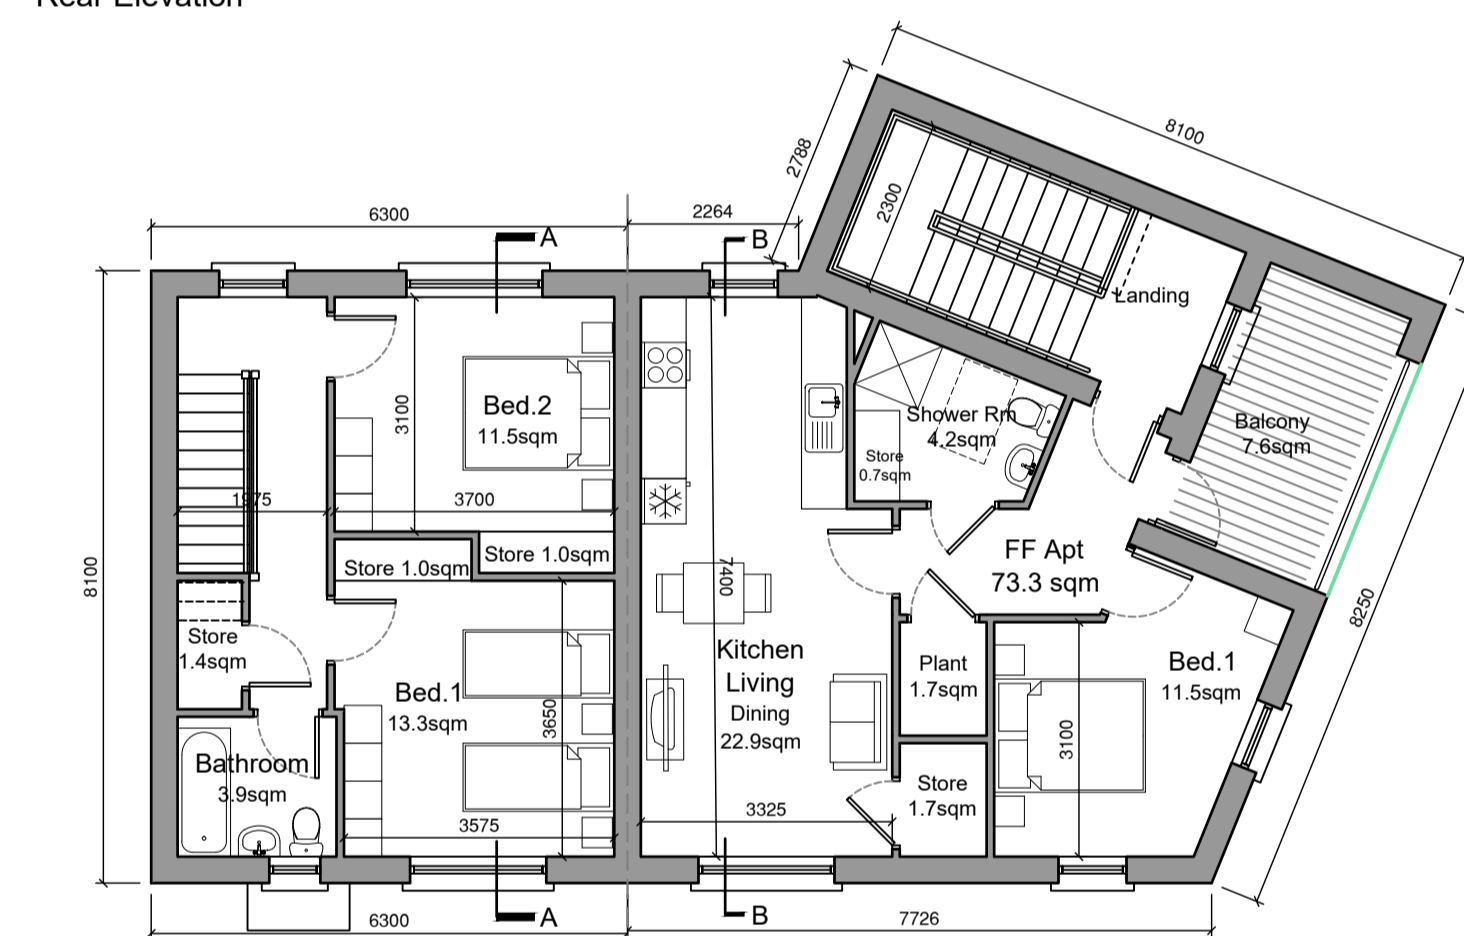 Rear Elevation
8100
2788
2300
6300
2264
A
B
Landing
Bed.2
11.5sqm
3100
Shower Rm
4.2sqm
Balcony
7.6sqm
Store
0.7sqm
1975
3700
Store 1.0sqm
Store 1.0sqm
FF Apt
73.3 sqm
8100
7400
8250
Store
1.4sqm
Kitchen
Living
Dining
22.9sqm
Plant
1.7sqm
Bed.1
11.5sqm
Bed.1
13.3sqm
3650
3100
Bathroom
3.9sqm
Store
1.7sqm
3575
3325
A
B
6300
7726